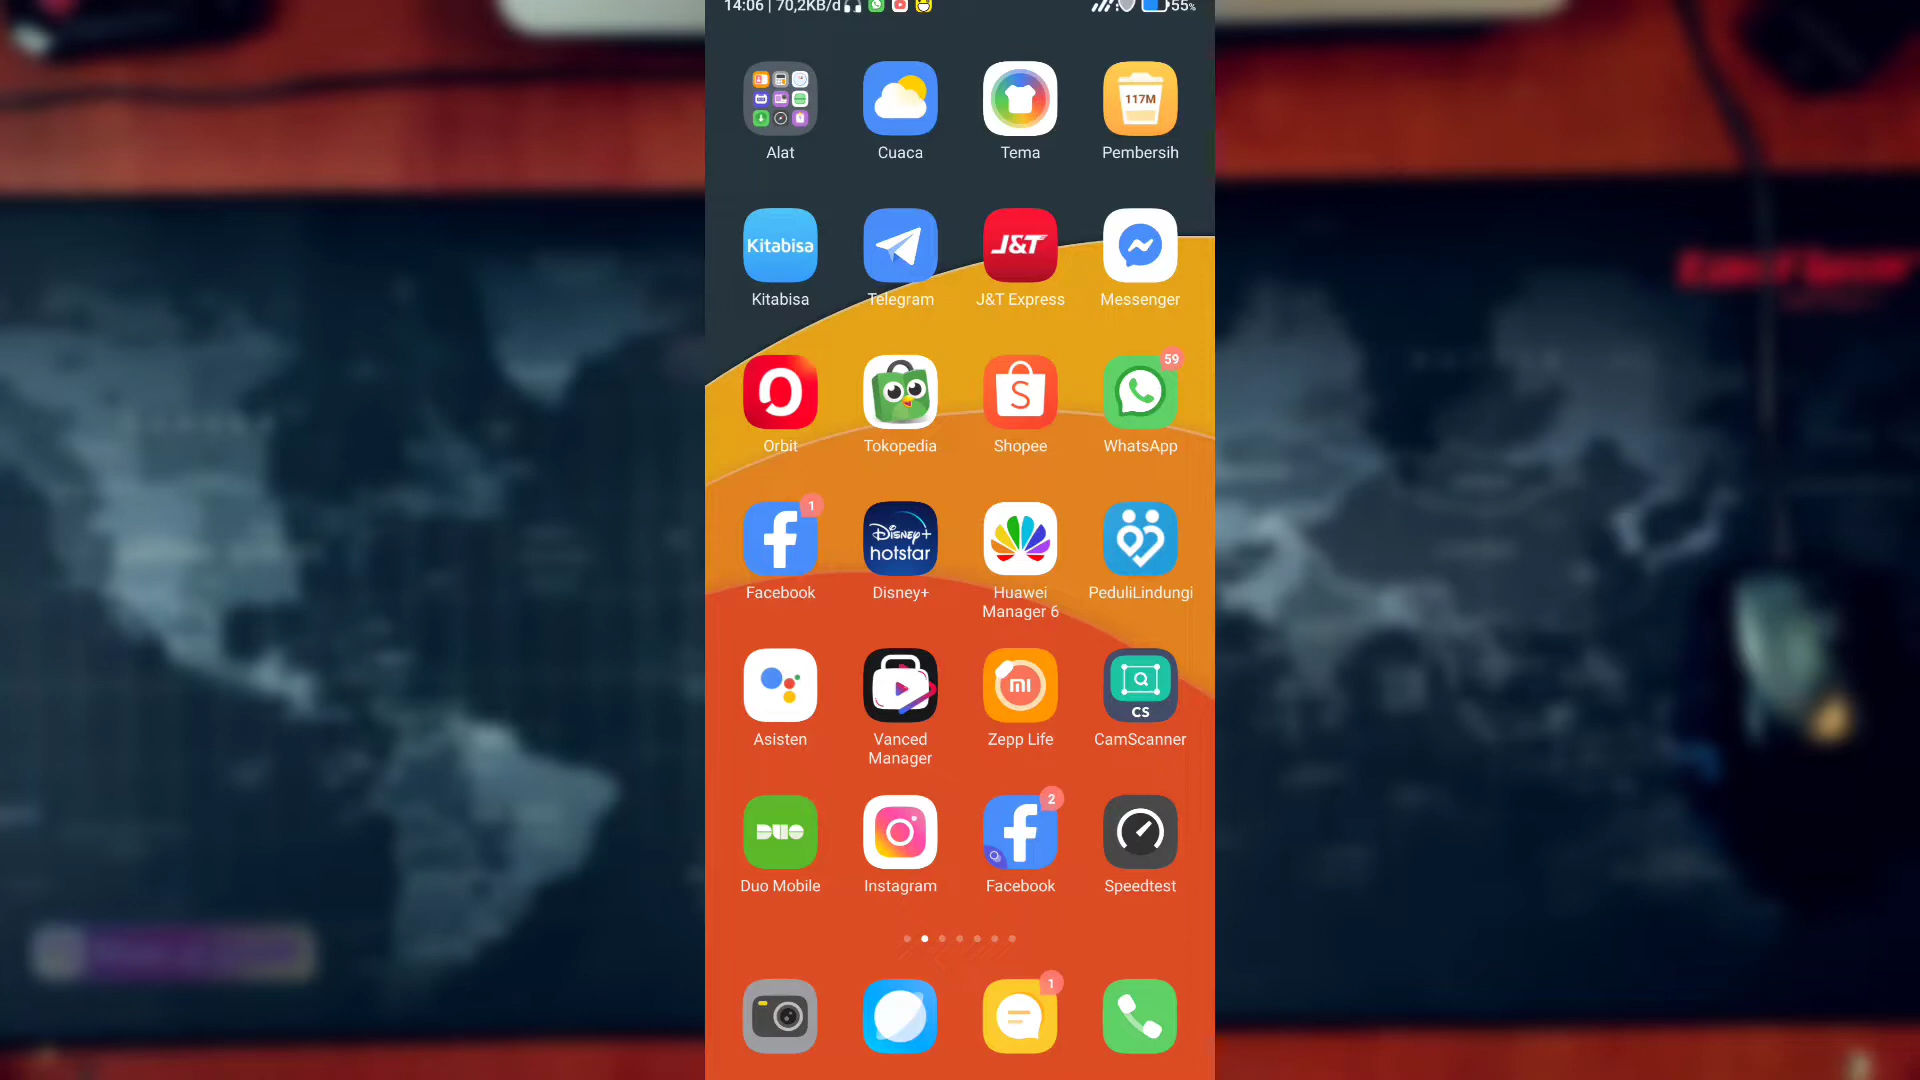 14:06 | 70,2KB/d
55%
117M
Alat
Cuaca
Tema
Pembersih
Kitabisa
J&T
Kitabisa
Telegram
J&T Express
Messenger
59
Orbit
Tokopedia
Shopee
WhatsApp
1
Disney+
hotstar
Facebook
Disney+
Huawei
Manager 6
PeduliLindungi
CS
Asisten
Vanced
Manager
Zepp Life
CamScanner
2
DUO
Duo Mobile
Instagram
Facebook
Speedtest
1